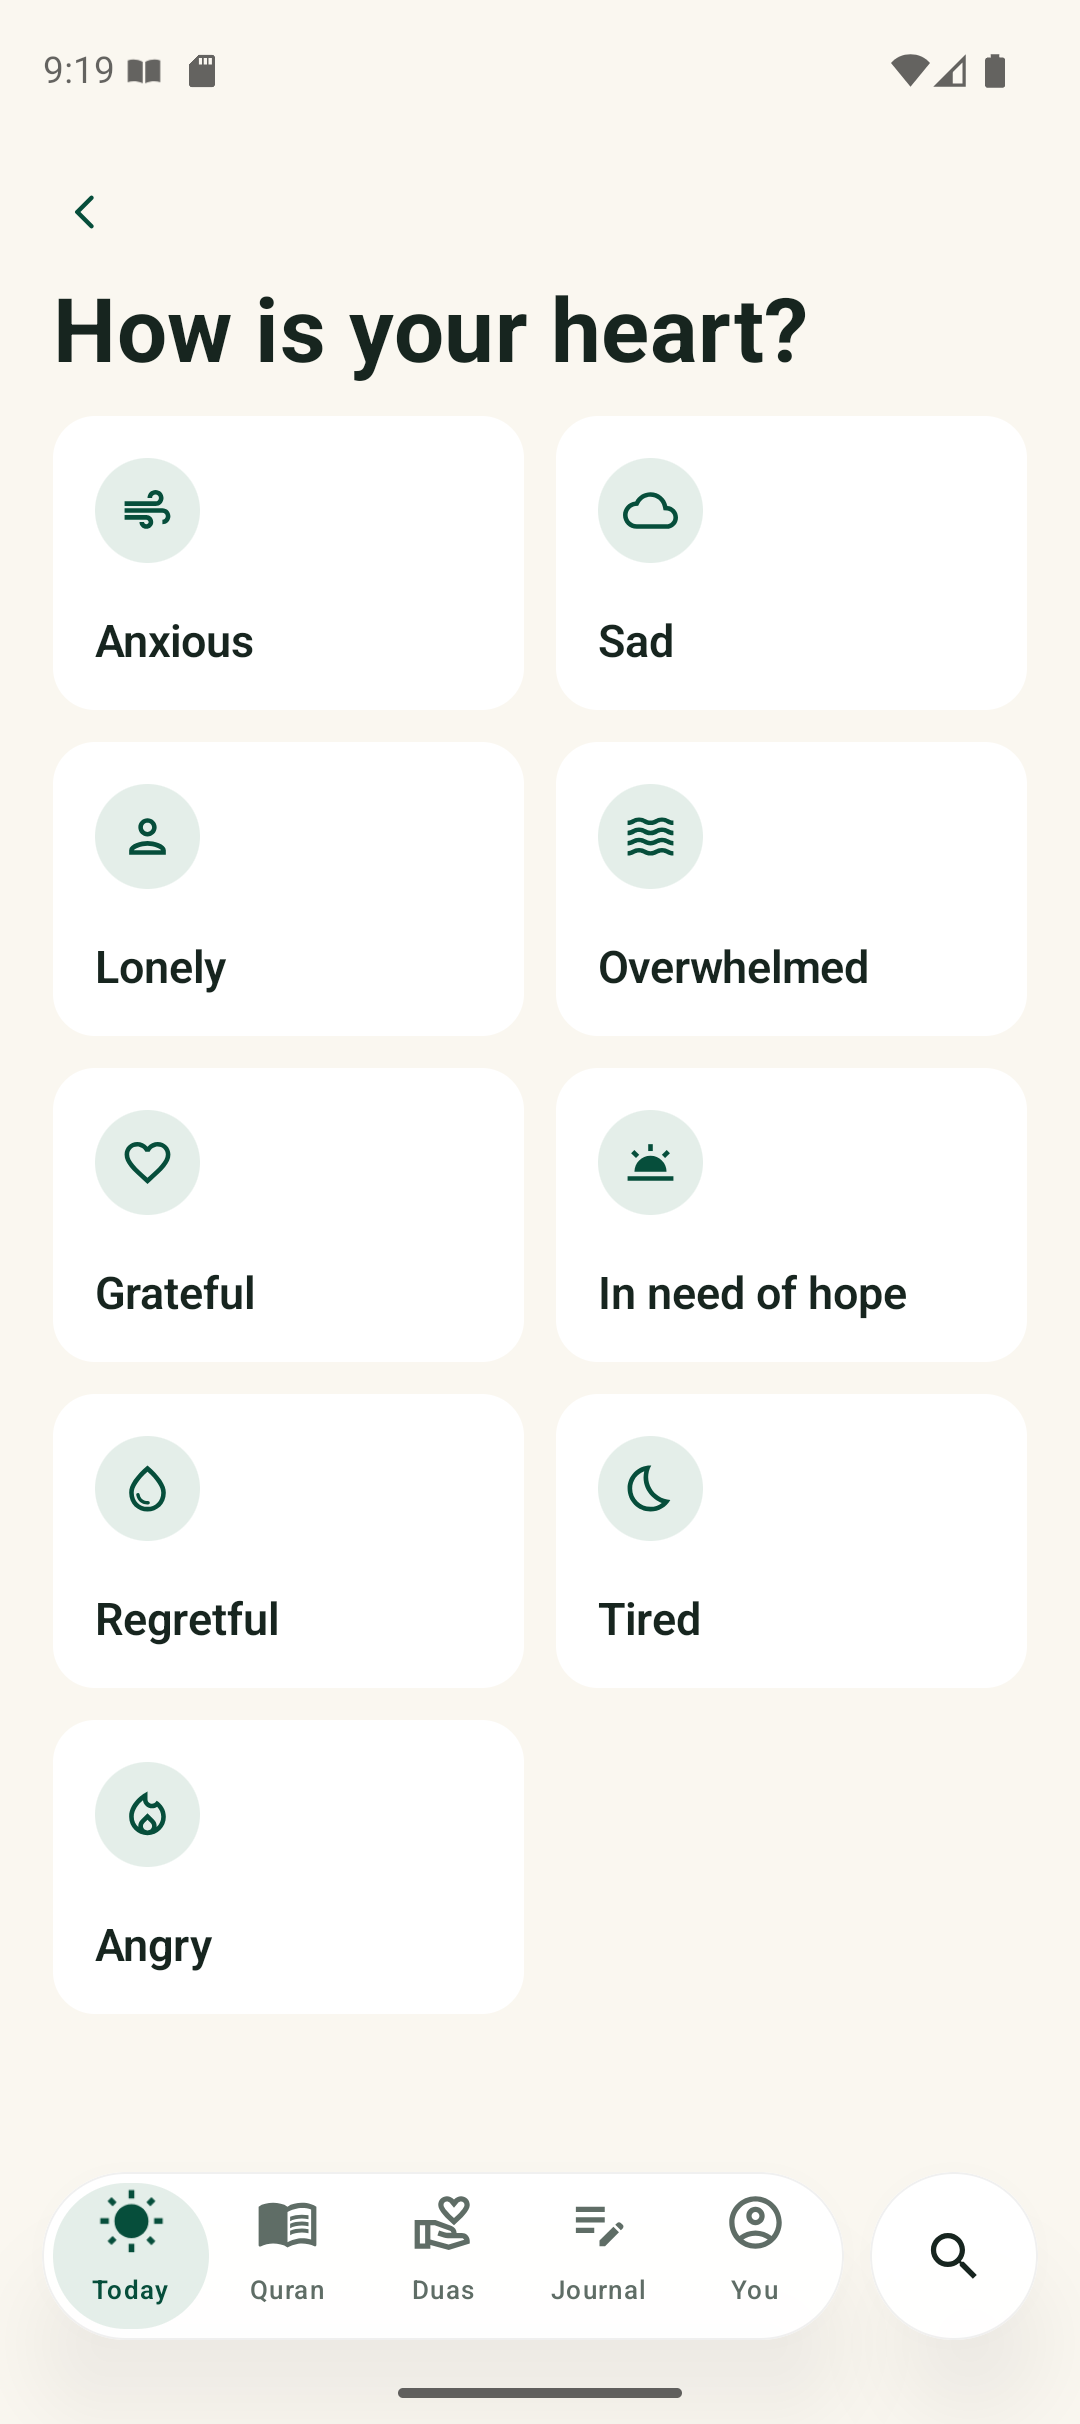 9:19
How is your heart?
Anxious
Sad
Lonely
Overwhelmed
Grateful
In need of hope
Regretful
Tired
Angry
Today
Quran
Duas
Journal
You